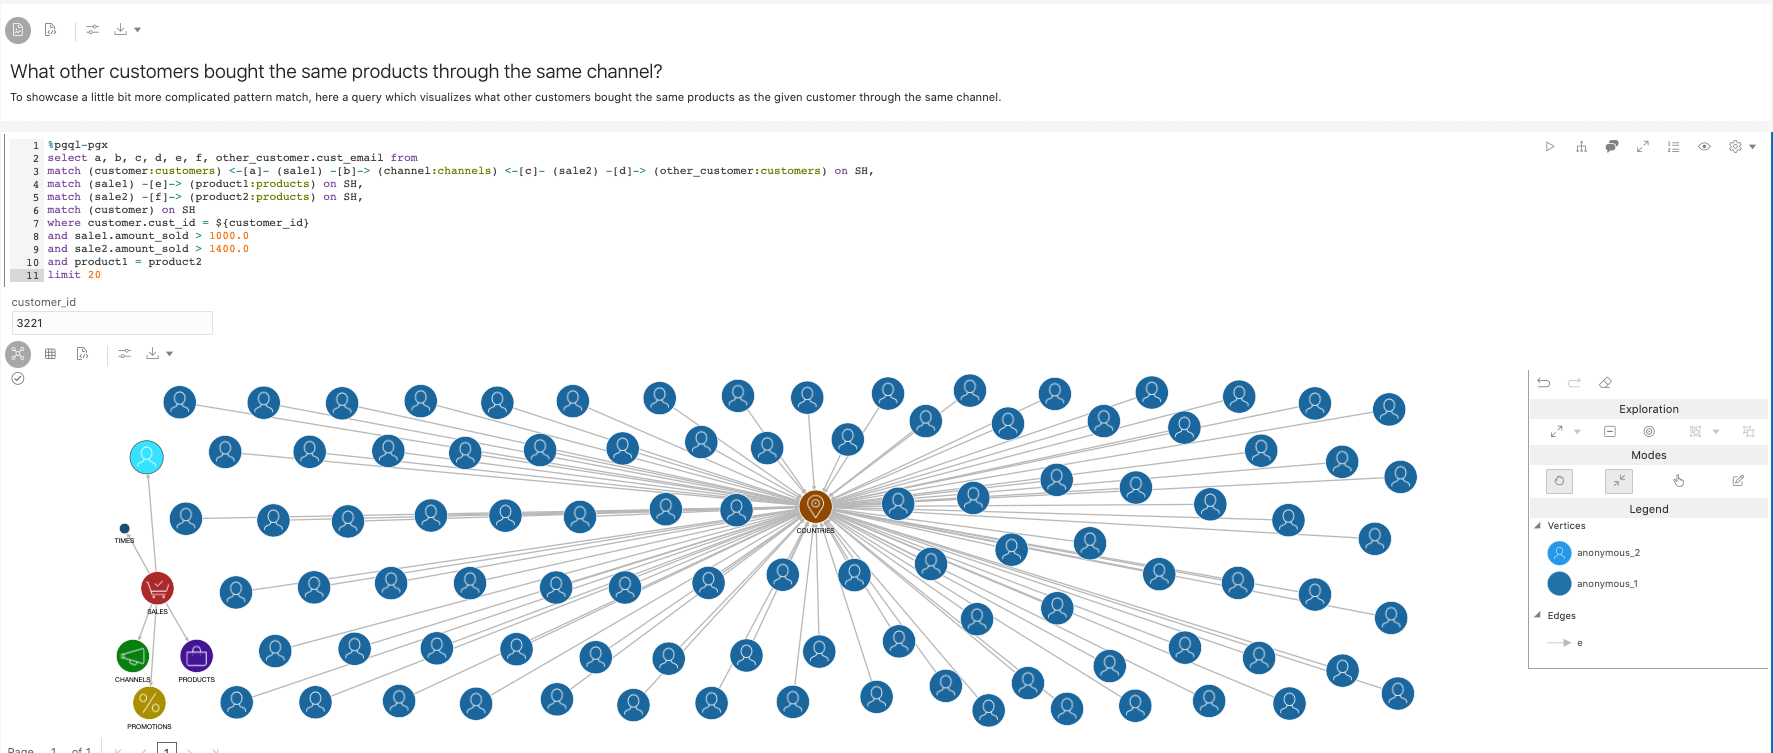 What other customers bought the same products through the same channel?
To showcase a little bit more complicated pattern match, here a query which visualizes what other customers bought the same products as the given customer through the same channel.
1 %pgql-pgx
2 select a, b, c, d, e, f, other_customer.cust_email from
3 match (customer:customers) <-[a]- (sale1) -[b]-> (channel:channels) <-[c]- (sale2) -[d]-> (other_customer:customers) on SH,
4 match (sale1) -[e]-> (product1:products) on SH,
5 match (sale2) -[f]-> (product2:products) on SH,
6 match (customer) on SH
7 where customer.cust_id = ${customer_id}
8 and sale1.amount_sold > 1000.0
9 and sale2.amount_sold > 1400.0
10 and product1 = product2
11 limit 20
customer_id
3221
Exploration
Modes
Legend
Vertices
anonymous_2
anonymous_1
Edges
e
COUNTRIES
TIMES
SALES
CHANNELS
PRODUCTS
PROMOTIONS
Page 1 of 1 1